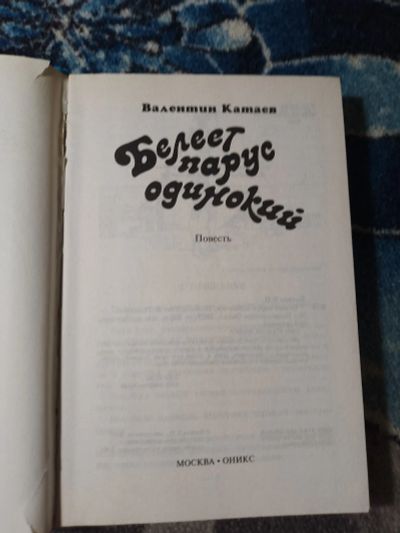 Валентин Катаев
Белеет
парус
одинокий
Повесть
МОСКВА • ОНИКС